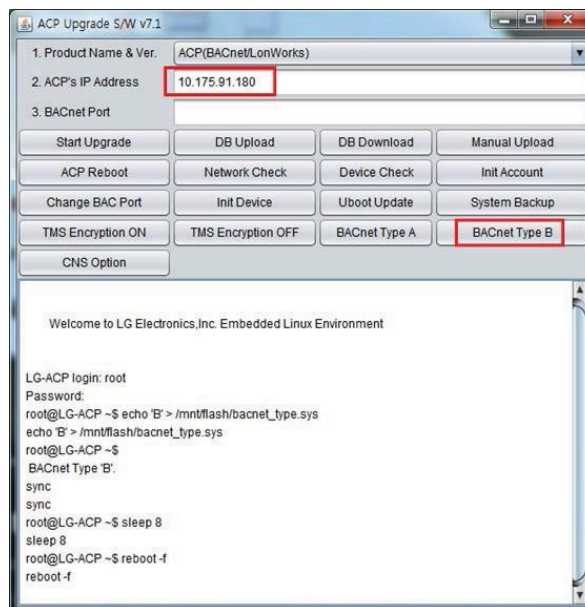 ACP Upgrade S/W v7.1
1. Product Name & Ver. ACP(BACnet/LonWorks)
2. ACP's IP Address 10.175.91.180
3. BACnet Port
Start Upgrade DB Upload DB Download Manual Upload
ACP Reboot Network Check Device Check Init Account
Change BAC Port Init Device Uboot Update System Backup
TMS Encryption ON TMS Encryption OFF BACnet Type A BACnet Type B
CNS Option
Welcome to LG Electronics,Inc. Embedded Linux Environment
LG-ACP login: root
Password:
root@LG-ACP ~$ echo 'B' > /mnt/flash/bacnet_type.sys
echo 'B' > /mnt/flash/bacnet_type.sys
root@LG-ACP ~$
BACnet Type 'B'.
sync
sync
root@LG-ACP ~$ sleep 8
sleep 8
root@LG-ACP ~$ reboot -f
reboot -f